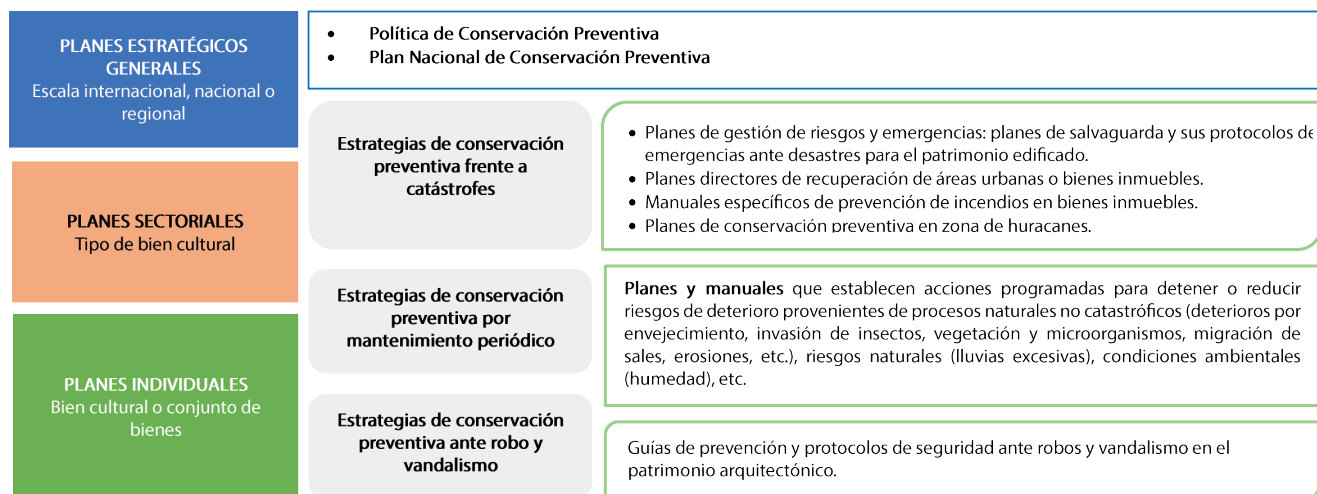 PLANES ESTRATÉGICOS
GENERALES
Escala internacional, nacional o
regional
• Política de Conservación Preventiva
• Plan Nacional de Conservación Preventiva
PLANES SECTORIALES
Tipo de bien cultural
PLANES INDIVIDUALES
Bien cultural o conjunto de
bienes
Estrategias de conservación
preventiva frente a
catástrofes
• Planes de gestión de riesgos y emergencias: planes de salvaguarda y sus protocolos de
emergencias ante desastres para el patrimonio edificado.
• Planes directores de recuperación de áreas urbanas o bienes inmuebles.
• Manuales específicos de prevención de incendios en bienes inmuebles.
• Planes de conservación preventiva en zona de huracanes.
Estrategias de conservación
preventiva por
mantenimiento periódico
Planes y manuales que establecen acciones programadas para detener o reducir
riesgos de deterioro provenientes de procesos naturales no catastróficos (deterioros por
envejecimiento, invasión de insectos, vegetación y microorganismos, migración de
sales, erosiones, etc.), riesgos naturales (lluvias excesivas), condiciones ambientales
(humedad), etc.
Estrategias de conservación
preventiva ante robo y
vandalismo
Guías de prevención y protocolos de seguridad ante robos y vandalismo en el
patrimonio arquitectónico.